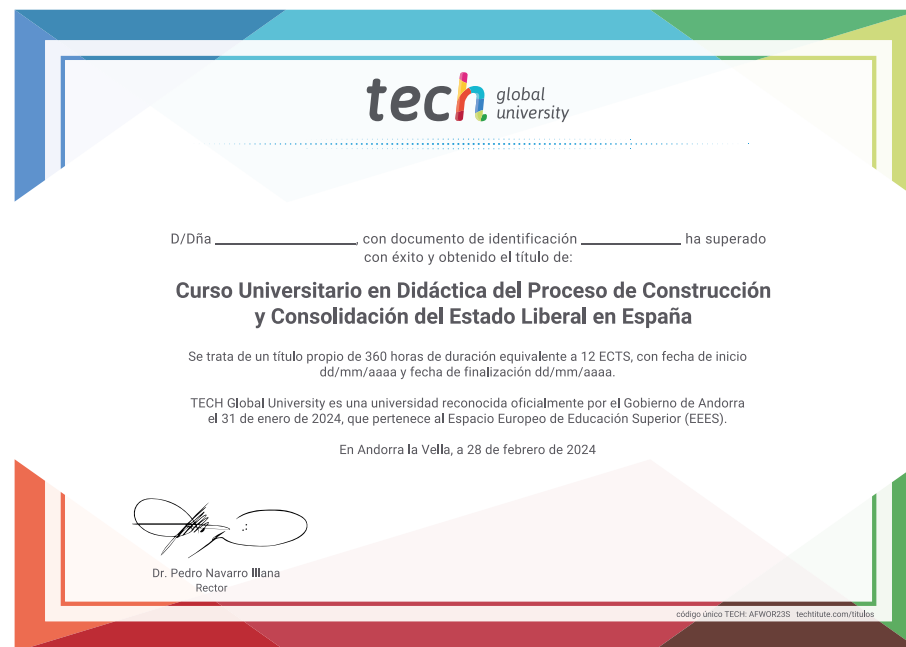 tech global university
D/Dña ______________, con documento de identificación __________ ha superado
con éxito y obtenido el título de:
Curso Universitario en Didáctica del Proceso de Construcción
y Consolidación del Estado Liberal en España
Se trata de un título propio de 360 horas de duración equivalente a 12 ECTS, con fecha de inicio
dd/mm/aaaa y fecha de finalización dd/mm/aaaa.
TECH Global University es una universidad reconocida oficialmente por el Gobierno de Andorra
el 31 de enero de 2024, que pertenece al Espacio Europeo de Educación Superior (EEES).
En Andorra la Vella, a 28 de febrero de 2024
Dr. Pedro Navarro Illana
Rector
código único TECH: AFWOR23S techtitute.com/títulos